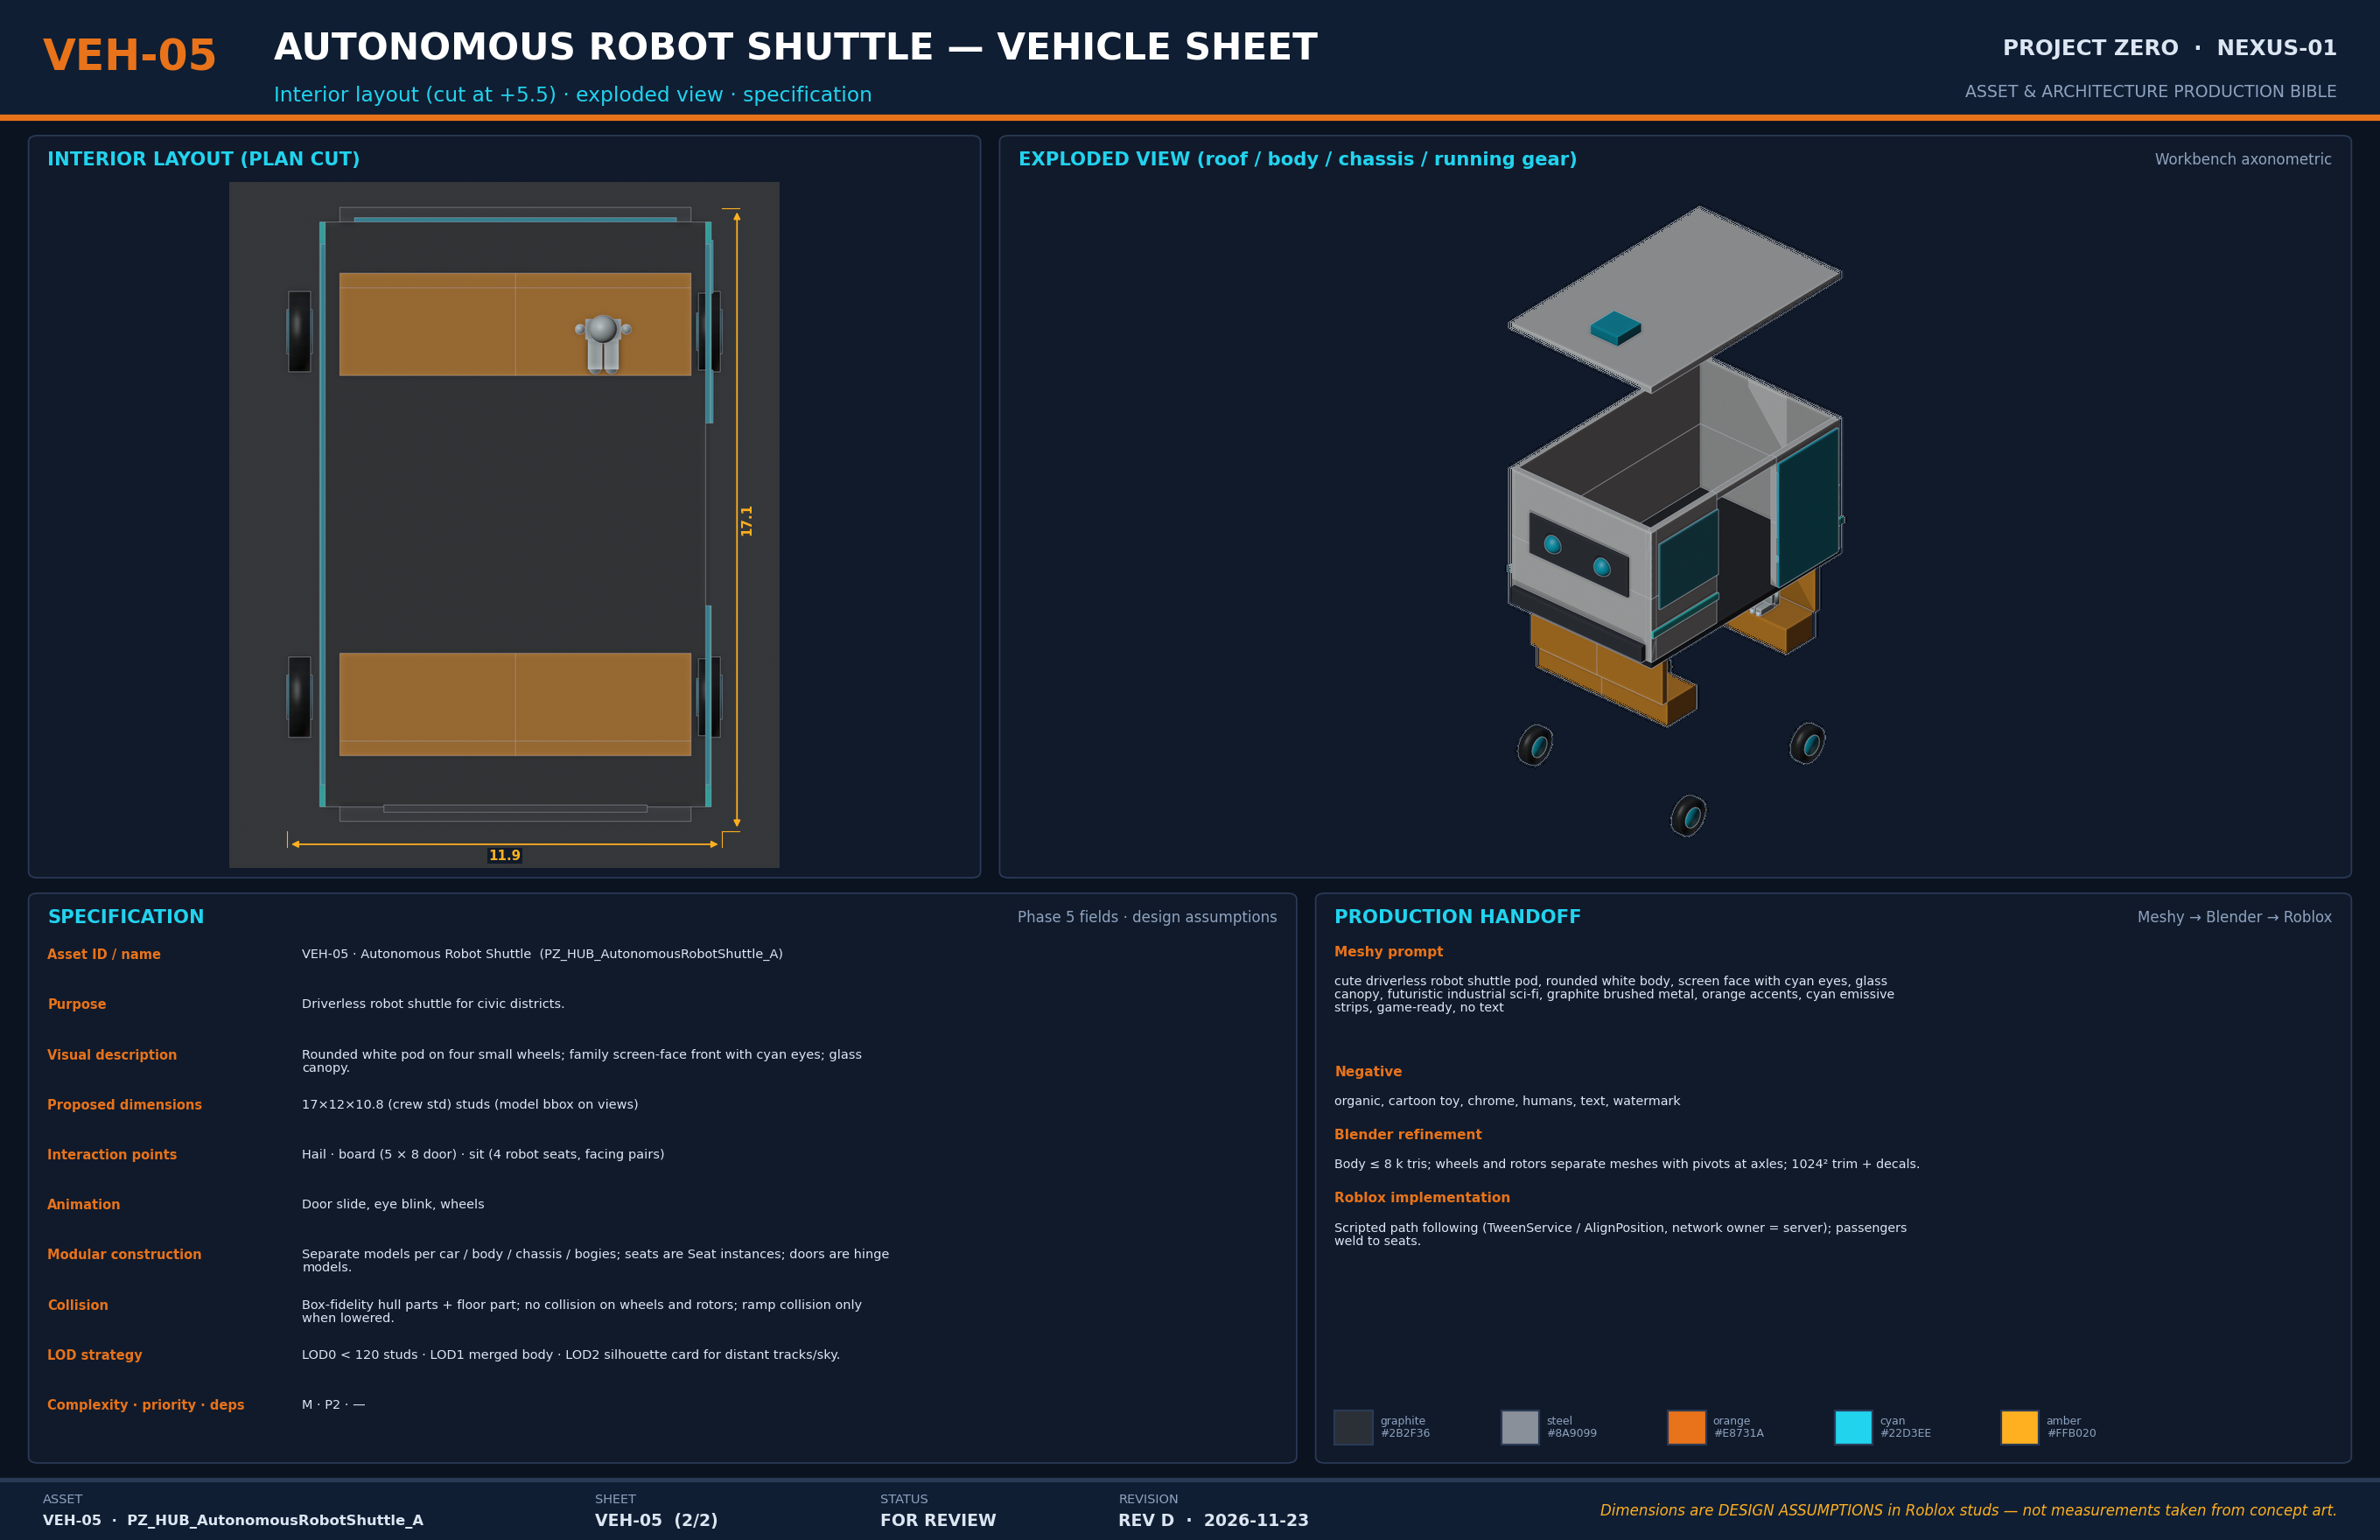 VEH-05
AUTONOMOUS ROBOT SHUTTLE — VEHICLE SHEET
Interior layout (cut at +5.5) · exploded view · specification
PROJECT ZERO · NEXUS-01
ASSET & ARCHITECTURE PRODUCTION BIBLE
INTERIOR LAYOUT (PLAN CUT)
17.1
11.9
EXPLODED VIEW (roof / body / chassis / running gear)
Workbench axonometric
SPECIFICATION
Phase 5 fields · design assumptions
Asset ID / name
VEH-05 · Autonomous Robot Shuttle (PZ_HUB_AutonomousRobotShuttle_A)
Purpose
Driverless robot shuttle for civic districts.
Visual description
Rounded white pod on four small wheels; family screen-face front with cyan eyes; glass
canopy.
Proposed dimensions
17×12×10.8 (crew std) studs (model bbox on views)
Interaction points
Hail · board (5 × 8 door) · sit (4 robot seats, facing pairs)
Animation
Door slide, eye blink, wheels
Modular construction
Separate models per car / body / chassis / bogies; seats are Seat instances; doors are hinge
models.
Collision
Box-fidelity hull parts + floor part; no collision on wheels and rotors; ramp collision only
when lowered.
LOD strategy
LOD0 < 120 studs · LOD1 merged body · LOD2 silhouette card for distant tracks/sky.
Complexity · priority · deps
M · P2 · —
PRODUCTION HANDOFF
Meshy → Blender → Roblox
Meshy prompt
cute driverless robot shuttle pod, rounded white body, screen face with cyan eyes, glass
canopy, futuristic industrial sci-fi, graphite brushed metal, orange accents, cyan emissive
strips, game-ready, no text
Negative
organic, cartoon toy, chrome, humans, text, watermark
Blender refinement
Body ≤ 8 k tris; wheels and rotors separate meshes with pivots at axles; 1024² trim + decals.
Roblox implementation
Scripted path following (TweenService / AlignPosition, network owner = server); passengers
weld to seats.
graphite
#2B2F36
steel
#8A9099
orange
#E8731A
cyan
#22D3EE
amber
#FFB020
ASSET
VEH-05 · PZ_HUB_AutonomousRobotShuttle_A
SHEET
VEH-05 (2/2)
STATUS
FOR REVIEW
REVISION
REV D · 2026-11-23
Dimensions are DESIGN ASSUMPTIONS in Roblox studs — not measurements taken from concept art.